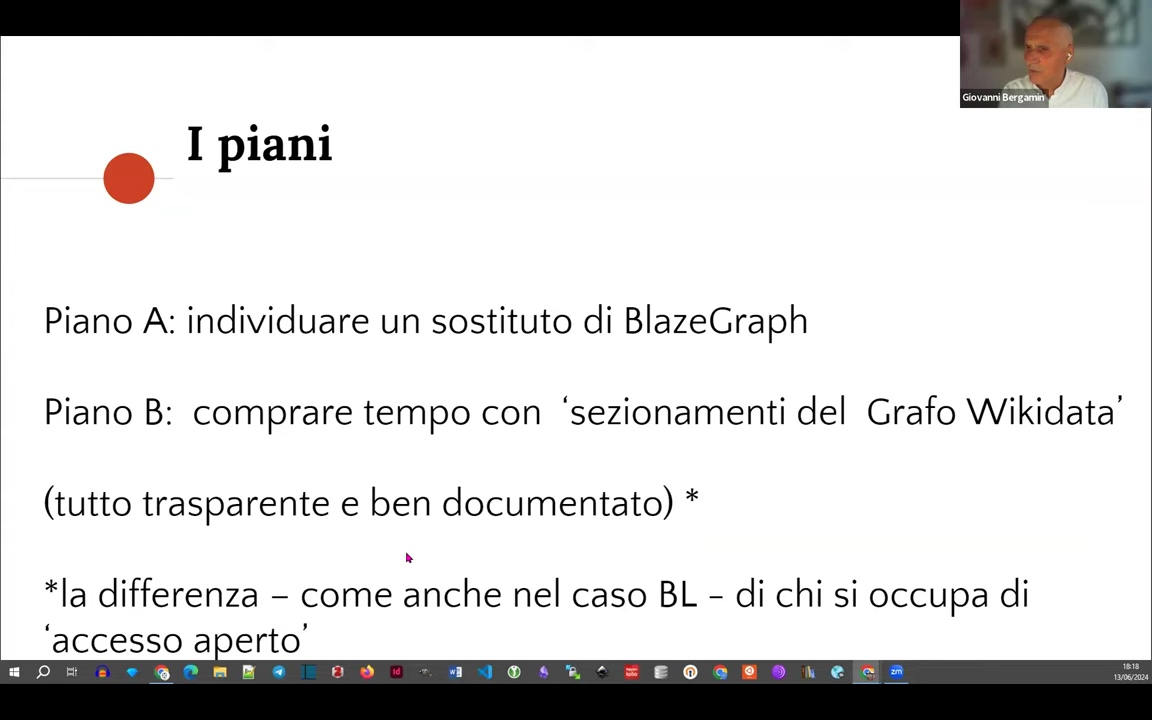 Giovanni Bergamin
I piani
Piano A: individuare un sostituto di BlazeGraph
Piano B:  comprare tempo con  ‘sezionamenti del  Grafo Wikidata’
(tutto trasparente e ben documentato) *
*la differenza – come anche nel caso BL – di chi si occupa di
‘accesso aperto’
18:18
13/06/2024